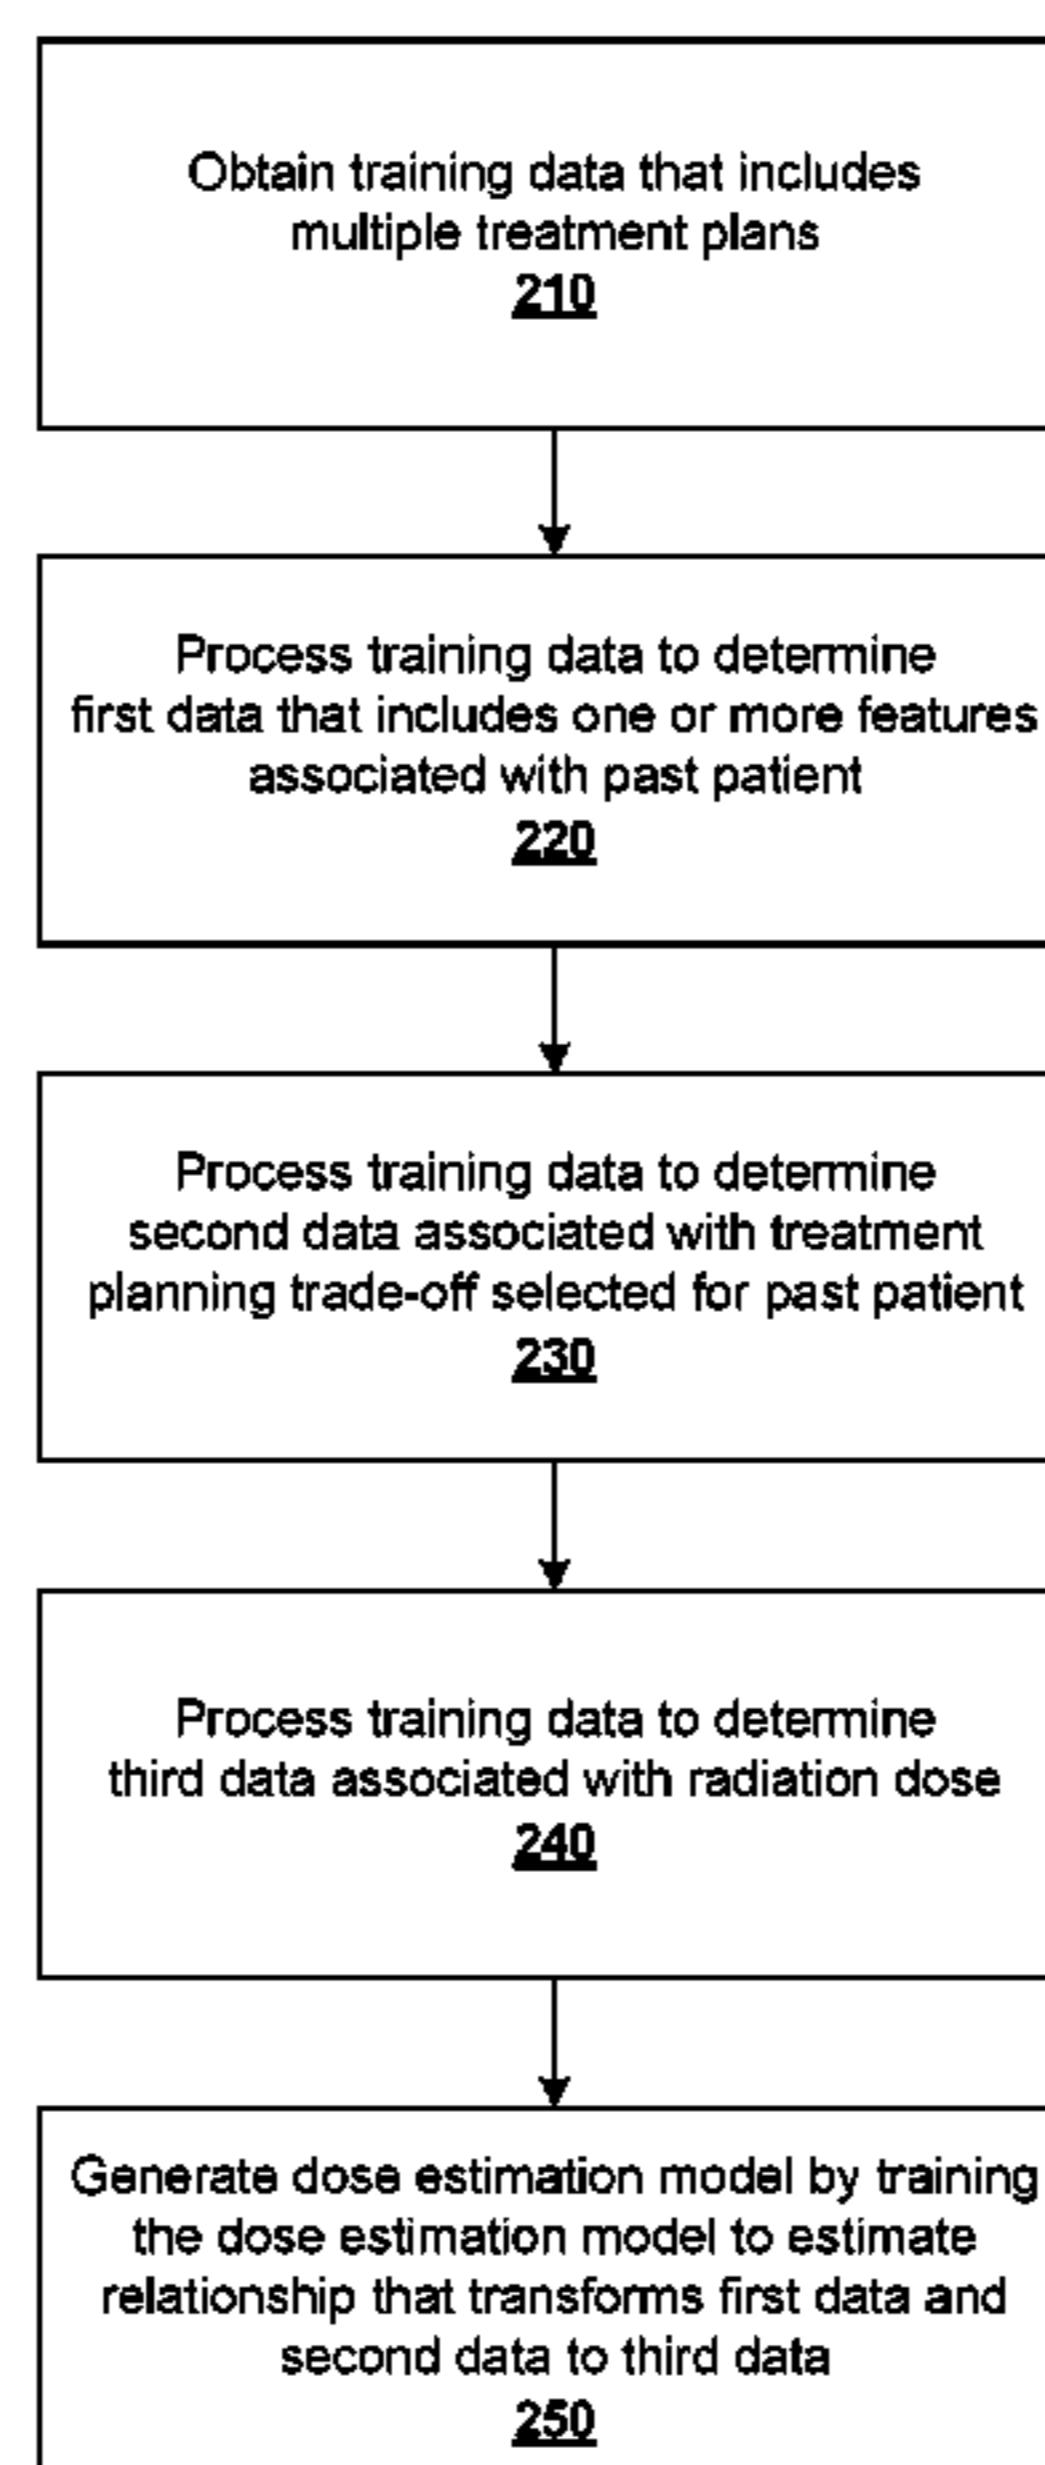 Obtain training data that includes
multiple treatment plans
210
Process training data to determine
first data that includes one or more features
associated with past patient
220
Process training data to determine
second data associated with treatment
planning trade-off selected for past patient
230
Process training data to determine
third data associated with radiation dose
240
Generate dose estimation model by training
the dose estimation model to estimate
relationship that transforms first data and
second data to third data
250